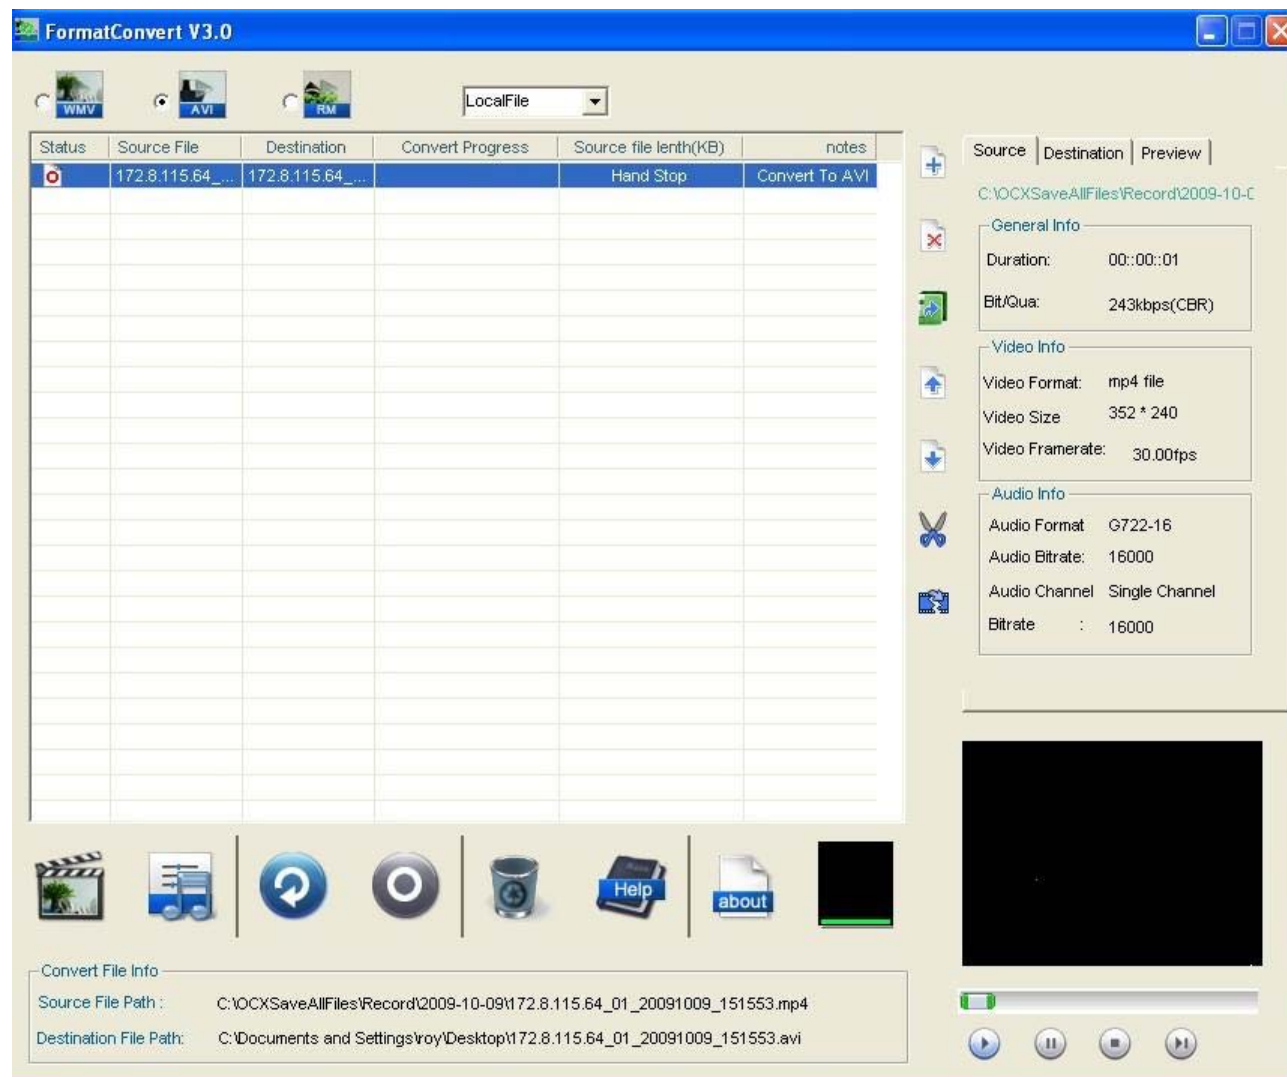 FormatConvert V3.0
WMV AVI RM LocalFile
Status Source File Destination Convert Progress Source file lenth(KB) notes
172.8.115.64_... 172.8.115.64_... Hand Stop Convert To AVI
Source Destination Preview
C:\OCXSaveAllFiles\Record\2009-10-0
General Info
Duration: 00::00::01
Bit/Qua: 243kbps(CBR)
Video Info
Video Format: mp4 file
Video Size 352 * 240
Video Framerate: 30.00fps
Audio Info
Audio Format G722-16
Audio Bitrate: 16000
Audio Channel Single Channel
Bitrate : 16000
Help about
Convert File Info
Source File Path : C:\OCXSaveAllFiles\Record\2009-10-09\172.8.115.64_01_20091009_151553.mp4
Destination File Path: C:\Documents and Settings\roy\Desktop\172.8.115.64_01_20091009_151553.avi